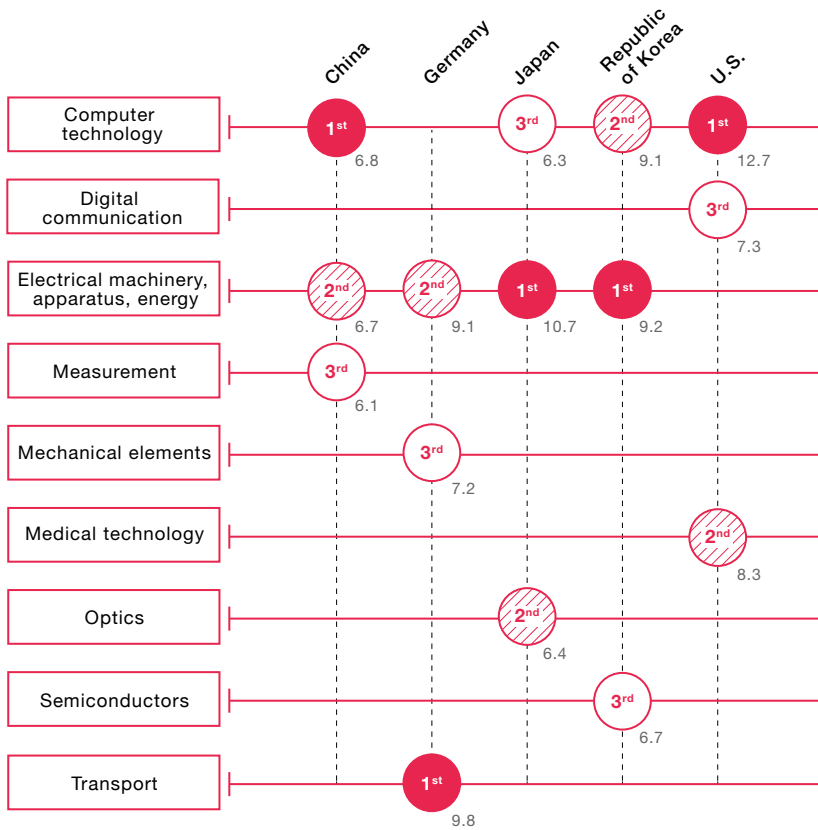 China
Germany
Japan
Republic
of Korea
U.S.
Computer
technology
1st
3rd
2nd
1st
6.8
6.3
9.1
12.7
Digital
communication
3rd
7.3
Electrical machinery,
apparatus, energy
2nd
2nd
1st
1st
6.7
9.1
10.7
9.2
Measurement
3rd
6.1
Mechanical elements
3rd
7.2
Medical technology
2nd
8.3
Optics
2nd
6.4
Semiconductors
3rd
6.7
Transport
1st
9.8